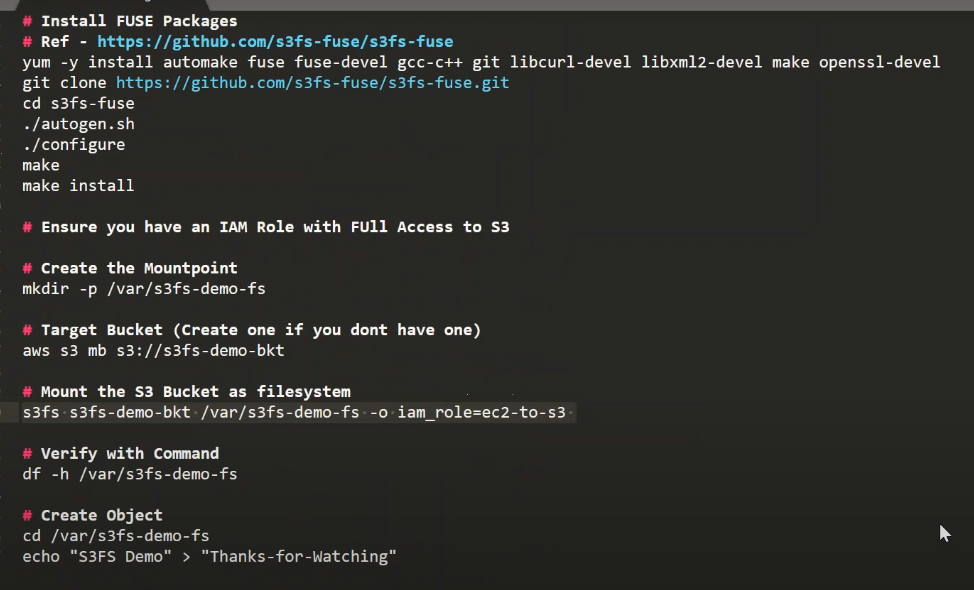 # Install FUSE Packages
# Ref - https://github.com/s3fs-fuse/s3fs-fuse
yum -y install automake fuse fuse-devel gcc-c++ git libcurl-devel libxml2-devel make openssl-devel
git clone https://github.com/s3fs-fuse/s3fs-fuse.git
cd s3fs-fuse
./autogen.sh
./configure
make
make install
# Ensure you have an IAM Role with FUll Access to S3
# Create the Mountpoint
mkdir -p /var/s3fs-demo-fs
# Target Bucket (Create one if you dont have one)
aws s3 mb s3://s3fs-demo-bkt
# Mount the S3 Bucket as filesystem
s3fs s3fs-demo-bkt /var/s3fs-demo-fs -o iam_role=ec2-to-s3
# Verify with Command
df -h /var/s3fs-demo-fs
# Create Object
cd /var/s3fs-demo-fs
echo "S3FS Demo" > "Thanks-for-Watching"